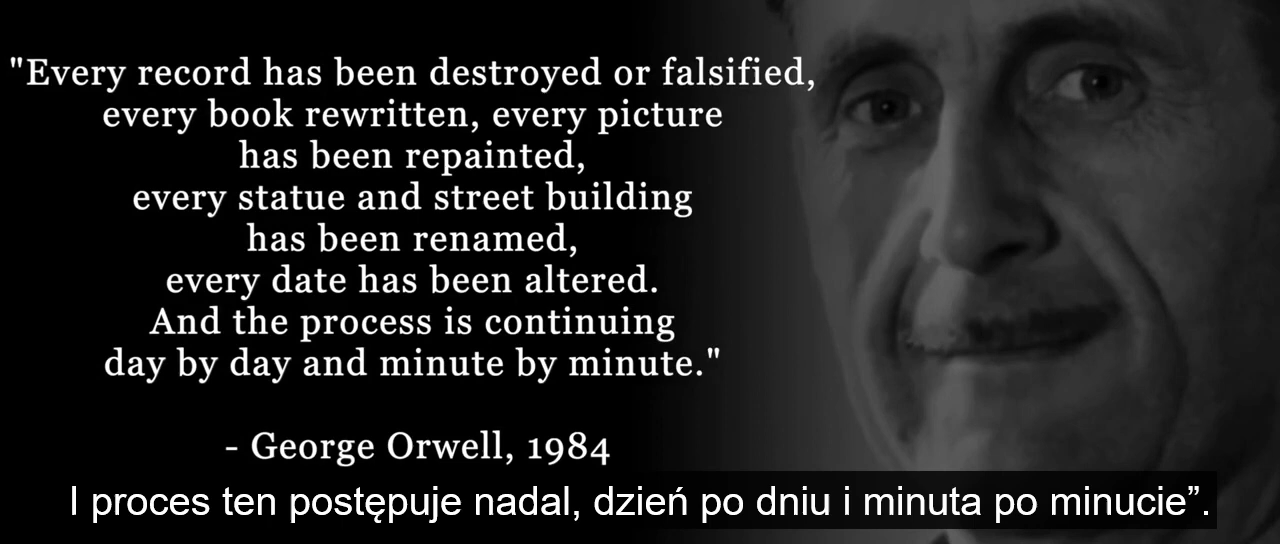 "Every record has been destroyed or falsified,
every book rewritten, every picture
has been repainted,
every statue and street building
has been renamed,
every date has been altered.
And the process is continuing
day by day and minute by minute."
- George Orwell, 1984
I proces ten postępuje nadal, dzień po dniu i minuta po minucie”.